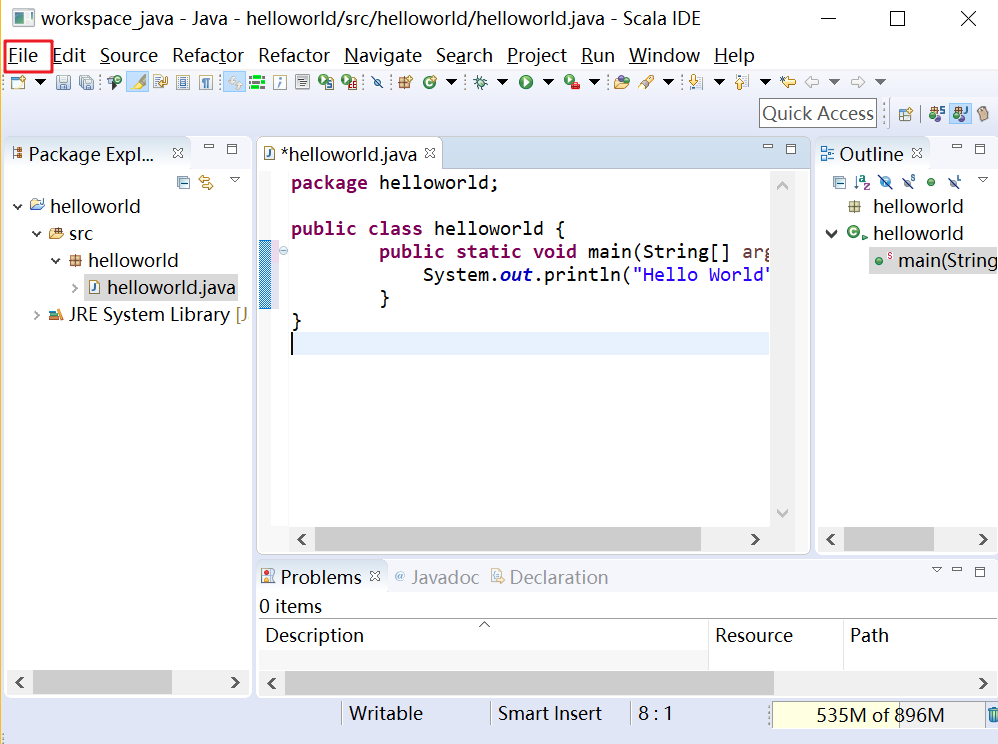 workspace_java - Java - helloworld/src/helloworld/helloworld.java - Scala IDE
File Edit Source Refactor Refactor Navigate Search Project Run Window Help
Quick Access
Package Expl...
helloworld
src
helloworld
helloworld.java
JRE System Library [J
*helloworld.java
package helloworld;
public class helloworld {
public static void main(String[] arg
System.out.println("Hello World"
}
}
Outline
helloworld
helloworld
main(String
Problems Javadoc Declaration
0 items
Description Resource Path
Writable Smart Insert 8 : 1 535M of 896M